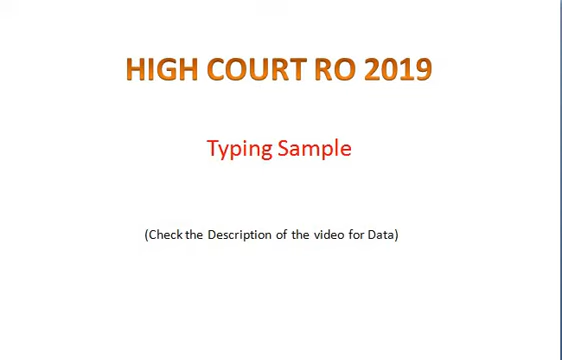 HIGH COURT RO 2019
Typing Sample
(Check the Description of the video for Data)